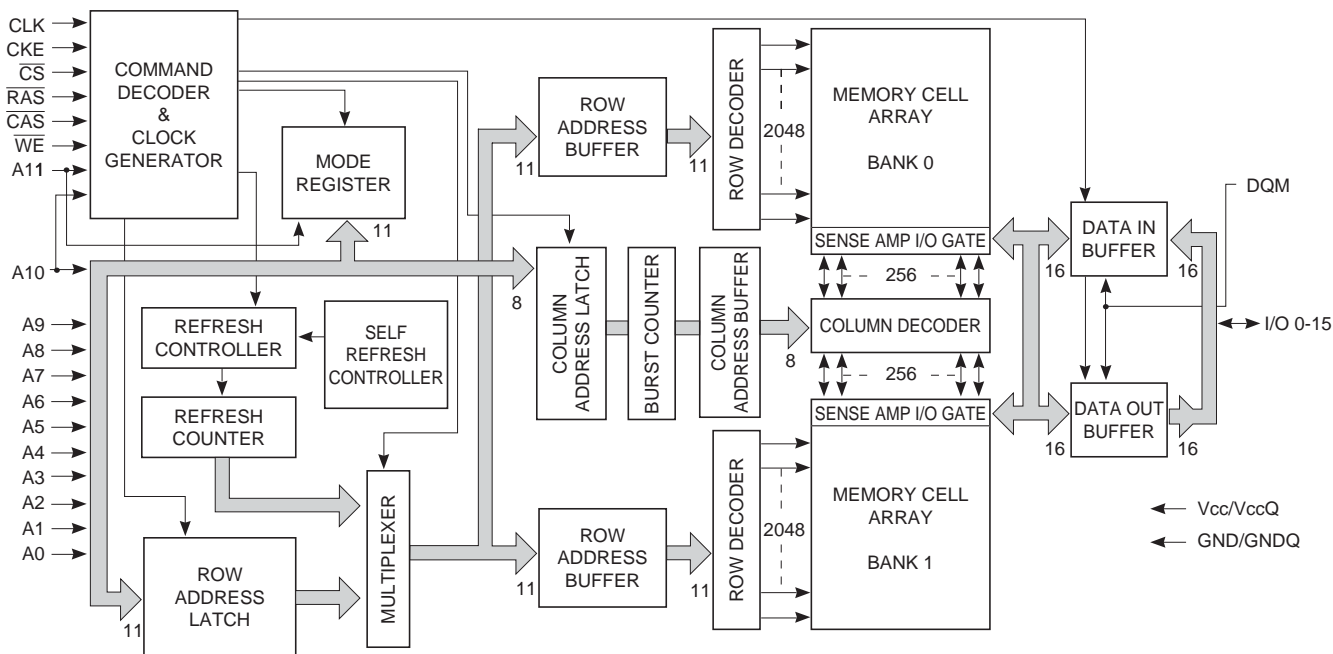 CLK
CKE
C̅S̅
R̅A̅S̅
C̅A̅S̅
W̅E̅
A11
A10
A9
A8
A7
A6
A5
A4
A3
A2
A1
A0
COMMAND
DECODER
&
CLOCK
GENERATOR
MODE
REGISTER
11
REFRESH
CONTROLLER
SELF
REFRESH
CONTROLLER
REFRESH
COUNTER
ROW
ADDRESS
LATCH
11
MULTIPLEXER
ROW
ADDRESS
BUFFER
11
11
8
COLUMN
ADDRESS LATCH
BURST COUNTER
COLUMN
ADDRESS BUFFER
8
ROW
ADDRESS
BUFFER
11
11
ROW DECODER
2048
MEMORY CELL
ARRAY
BANK 0
SENSE AMP I/O GATE
256
COLUMN DECODER
256
SENSE AMP I/O GATE
ROW DECODER
2048
MEMORY CELL
ARRAY
BANK 1
DQM
DATA IN
BUFFER
16
16
I/O 0-15
DATA OUT
BUFFER
16
16
Vcc/VccQ
GND/GNDQ